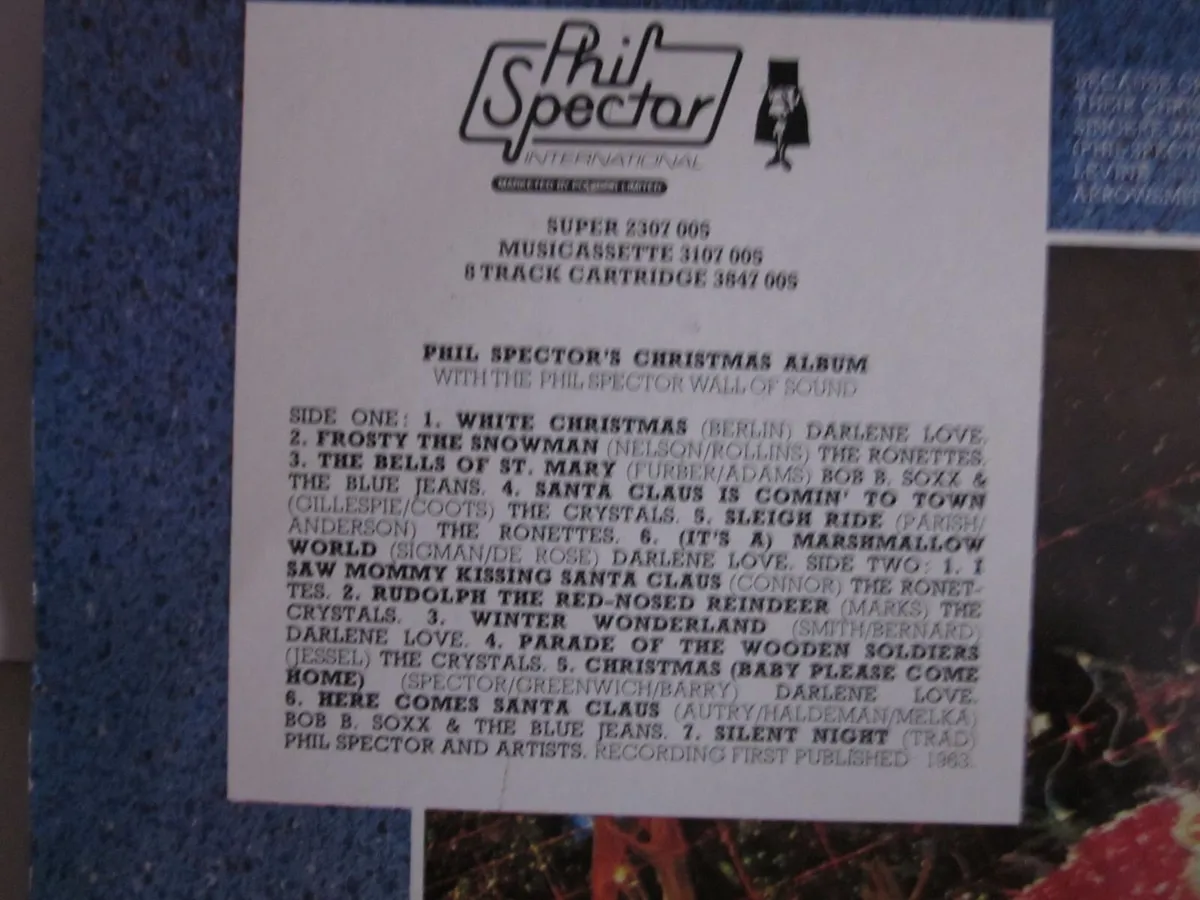 Phil
Spector
INTERNATIONAL
MARKETED BY POLYDOR LIMITED
SUPER 2307 005
MUSICASSETTE 3107 005
8 TRACK CARTRIDGE 3847 005
PHIL SPECTOR'S CHRISTMAS ALBUM
WITH THE PHIL SPECTOR WALL OF SOUND
SIDE ONE: 1. WHITE CHRISTMAS (BERLIN) DARLENE LOVE.
2. FROSTY THE SNOWMAN (NELSON/ROLLINS) THE RONETTES.
3. THE BELLS OF ST. MARY (FURBER/ADAMS) BOB B. SOXX &
THE BLUE JEANS. 4. SANTA CLAUS IS COMIN' TO TOWN
(GILLESPIE/COOTS) THE CRYSTALS. 5. SLEIGH RIDE (PARISH/
ANDERSON) THE RONETTES. 6. (IT'S A) MARSHMALLOW
WORLD (SIGMAN/DE ROSE) DARLENE LOVE. SIDE TWO: 1. I
SAW MOMMY KISSING SANTA CLAUS (CONNOR) THE RONET-
TES. 2. RUDOLPH THE RED-NOSED REINDEER (MARKS) THE
CRYSTALS. 3. WINTER WONDERLAND (SMITH/BERNARD)
DARLENE LOVE. 4. PARADE OF THE WOODEN SOLDIERS
(JESSEL) THE CRYSTALS. 5. CHRISTMAS (BABY PLEASE COME
HOME) (SPECTOR/GREENWICH/BARRY) DARLENE LOVE.
6. HERE COMES SANTA CLAUS (AUTRY/HALDEMAN/MELKA)
BOB B. SOXX & THE BLUE JEANS. 7. SILENT NIGHT (TRAD)
PHIL SPECTOR AND ARTISTS. RECORDING FIRST PUBLISHED 1963.
BECAUSE
THEIR
LEVINE